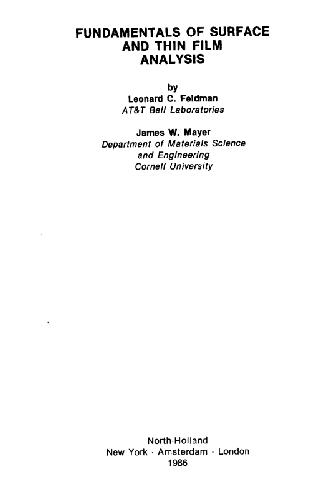 FUNDAMENTALS OF SURFACE
AND THIN FILM
ANALYSIS
by
Leonard C. Feldman
AT&T Bell Laboratories
James W. Mayer
Department of Materials Science
and Engineering
Cornell University
North-Holland
New York · Amsterdam · London
1986